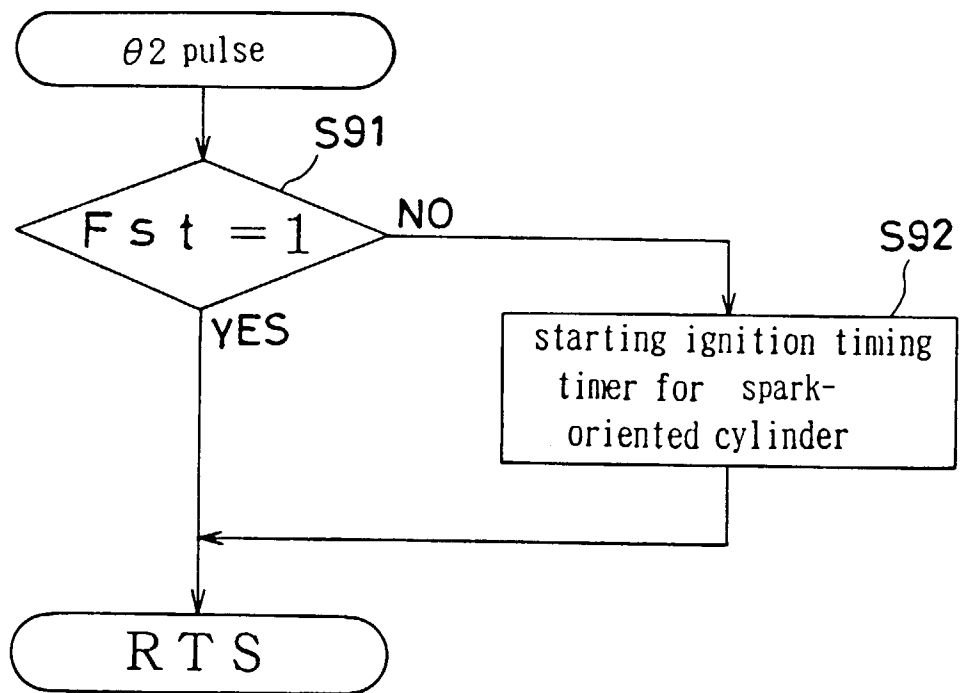 θ2 pulse
S91
Fst = 1
NO
YES
S92
starting ignition timing
timer for spark-
oriented cylinder
RTS